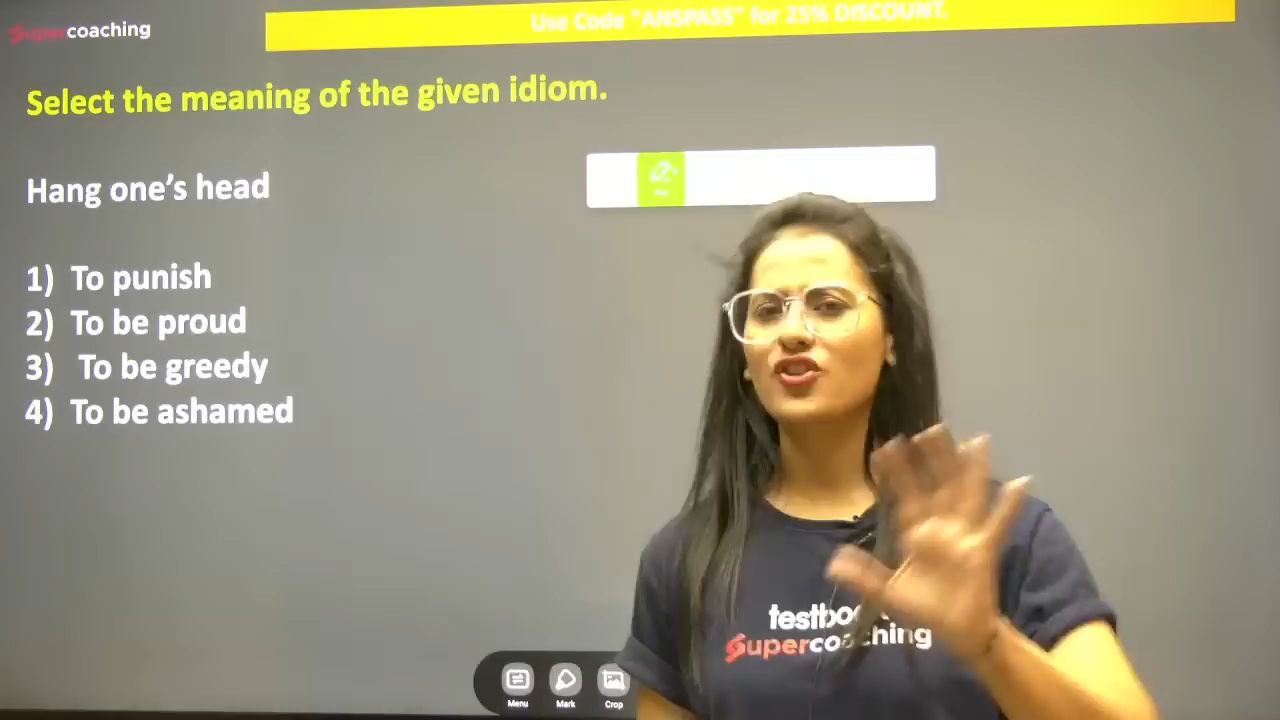 Supercoaching
Use Code "ANSPASS" for 25% DISCOUNT.
Select the meaning of the given idiom.
Hang one's head
1) To punish
2) To be proud
3) To be greedy
4) To be ashamed
testbook
Supercoaching
Menu
Mark
Crop